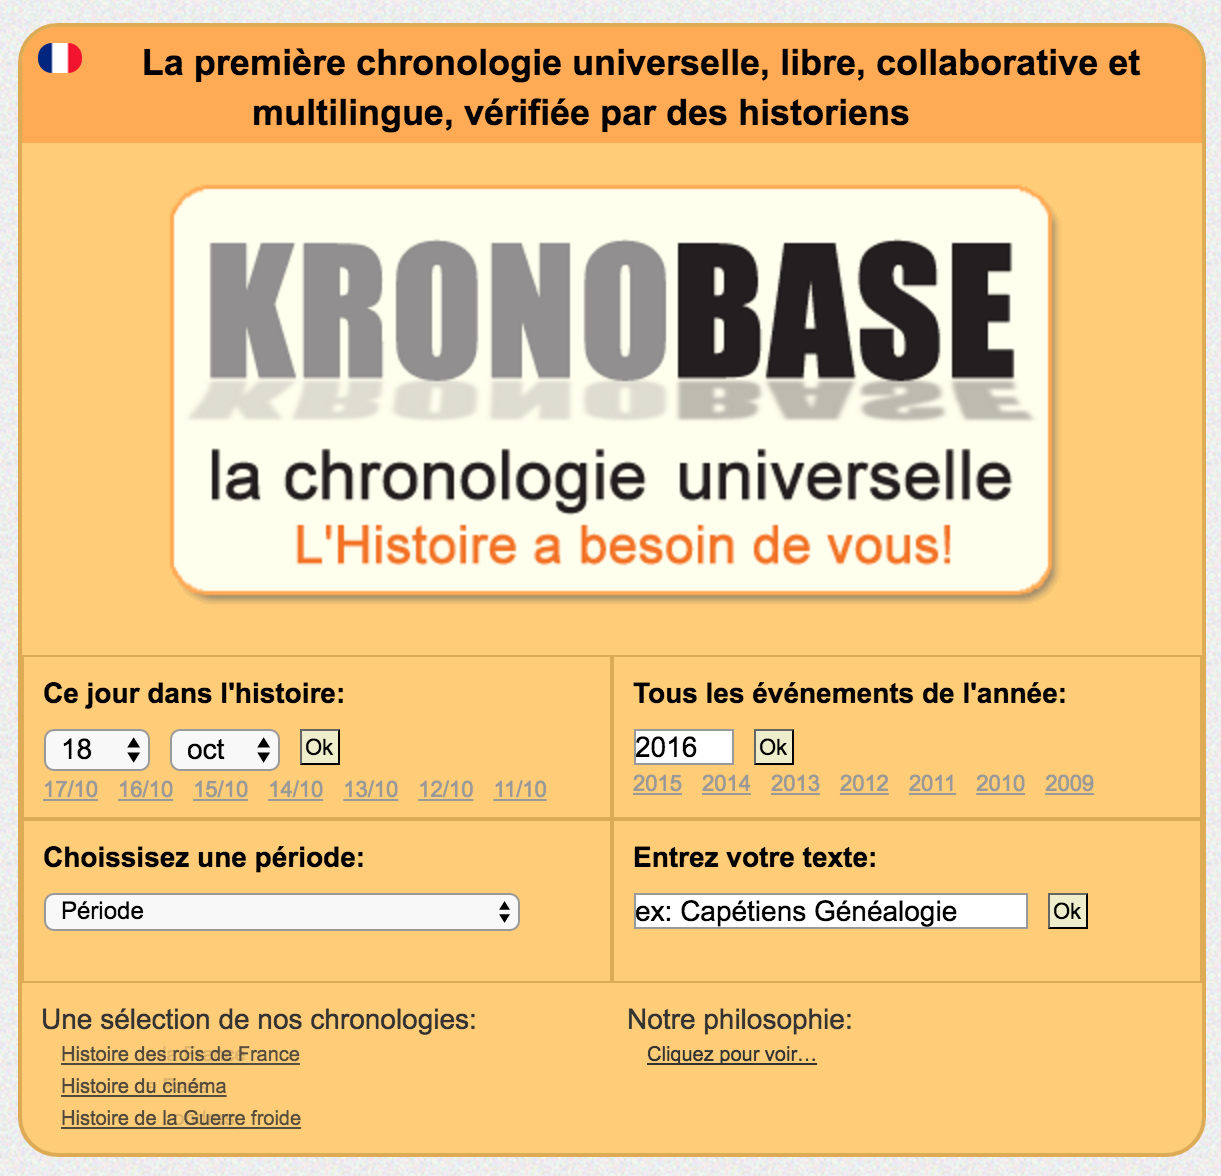 La première chronologie universelle, libre, collaborative et
multilingue, vérifiée par des historiens
KRONOBASE
la chronologie universelle
L'Histoire a besoin de vous!
Ce jour dans l'histoire:
18 oct Ok
17/10 16/10 15/10 14/10 13/10 12/10 11/10
Tous les événements de l'année:
2016 Ok
2015 2014 2013 2012 2011 2010 2009
Choissisez une période:
Période
Entrez votre texte:
ex: Capétiens Généalogie Ok
Une sélection de nos chronologies:
Histoire des rois de France
Histoire du cinéma
Histoire de la Guerre froide
Notre philosophie:
Cliquez pour voir…